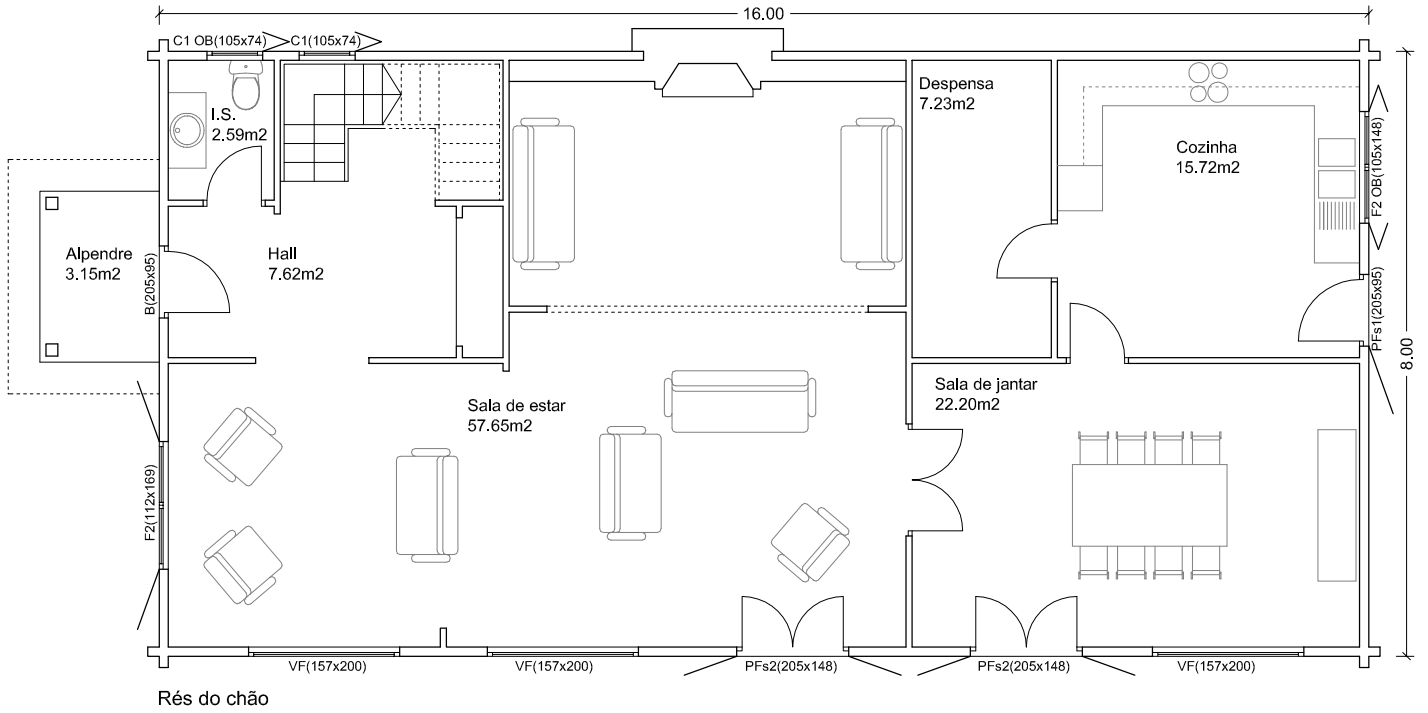 16.00
C1 OB(105x74)
C1(105x74)
I.S.
2.59m2
Despensa
7.23m2
Cozinha
15.72m2
F2 OB(105x148)
Alpendre
3.15m2
B(205x95)
Hall
7.62m2
PFs1(205x95)
8.00
Sala de estar
57.65m2
Sala de jantar
22.20m2
F2(112x169)
VF(157x200)
VF(157x200)
PFs2(205x148)
PFs2(205x148)
VF(157x200)
Rés do chão